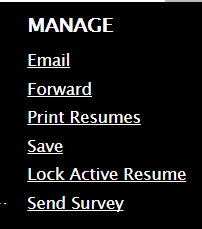 MANAGE
Email
Forward
Print Resumes
Save
Lock Active Resume
Send Survey